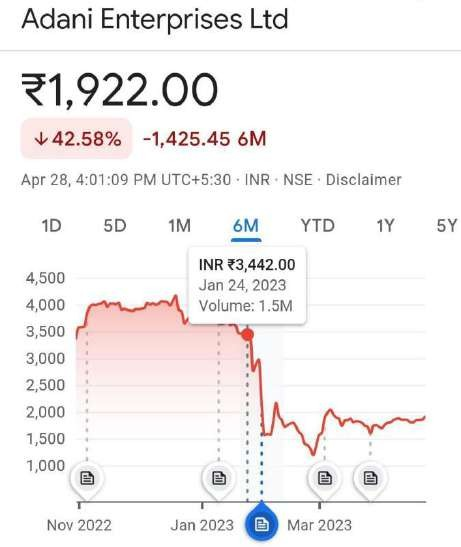 Adani Enterprises Ltd
₹1,922.00
↓42.58% -1,425.45 6M
Apr 28, 4:01:09 PM UTC+5:30 · INR · NSE · Disclaimer
1D 5D 1M 6M YTD 1Y 5Y
INR ₹3,442.00
Jan 24, 2023
Volume: 1.5M
4,500
4,000
3,500
3,000
2,500
2,000
1,500
1,000
Nov 2022 Jan 2023 Mar 2023